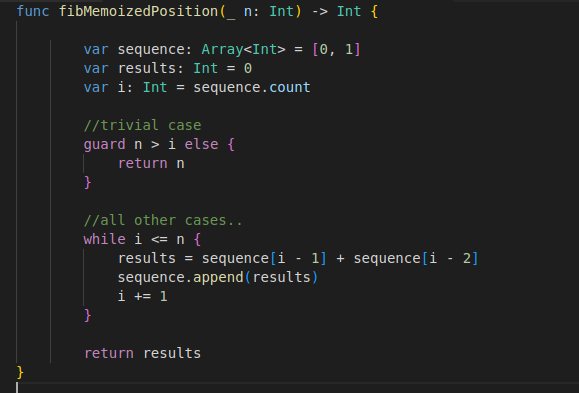 func fibMemoizedPosition(_ n: Int) -> Int {
var sequence: Array<Int> = [0, 1]
var results: Int = 0
var i: Int = sequence.count
//trivial case
guard n > i else {
return n
}
//all other cases..
while i <= n {
results = sequence[i - 1] + sequence[i - 2]
sequence.append(results)
i += 1
}
return results
}